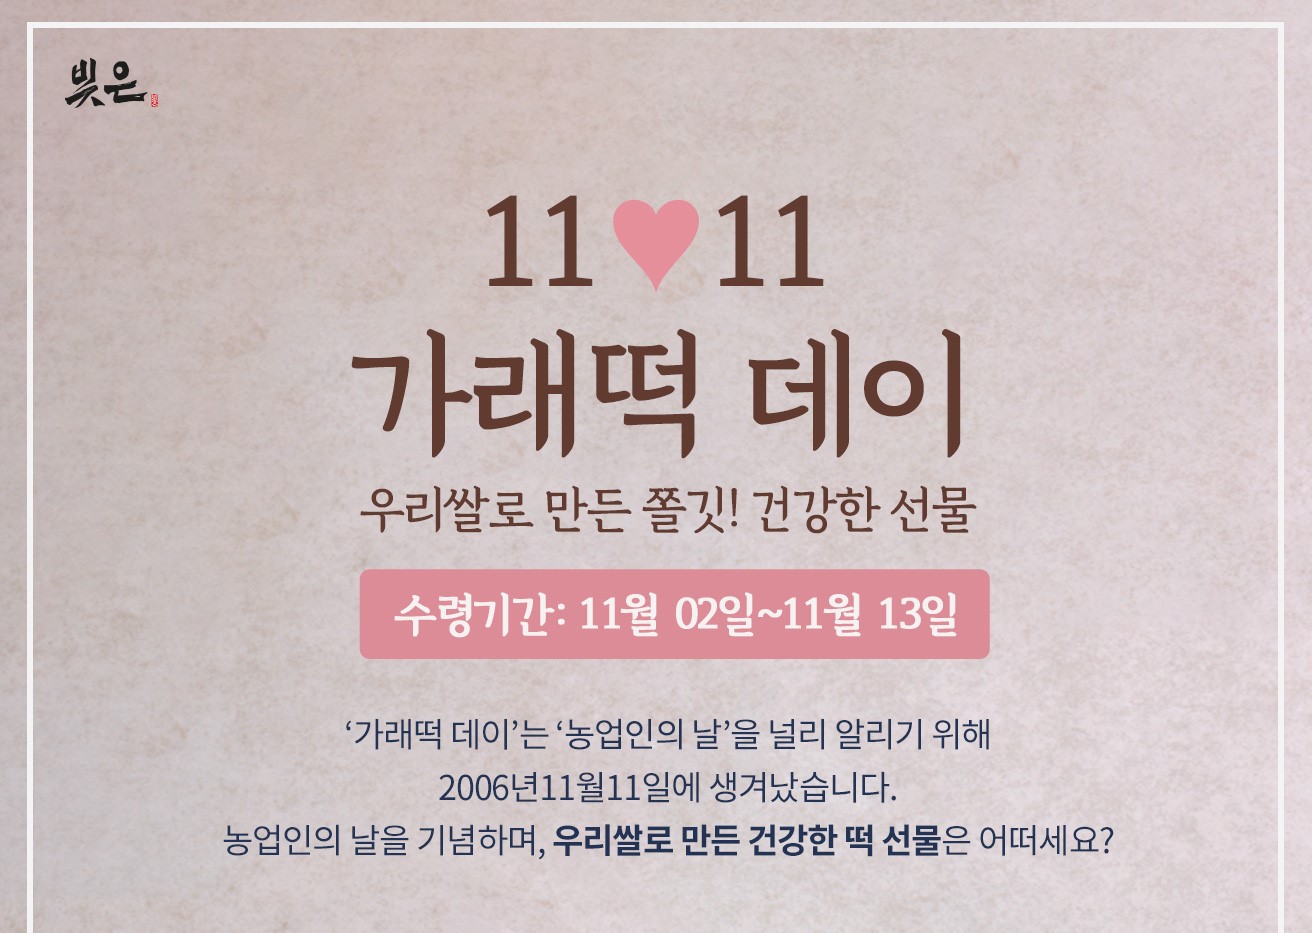 빚은
11♥11
가래떡 데이
우리쌀로 만든 쫄깃! 건강한 선물
수령기간: 11월 02일~11월 13일
‘가래떡 데이’는 ‘농업인의 날’을 널리 알리기 위해
2006년11월11일에 생겨났습니다.
농업인의 날을 기념하며, 우리쌀로 만든 건강한 떡 선물은 어떠세요?